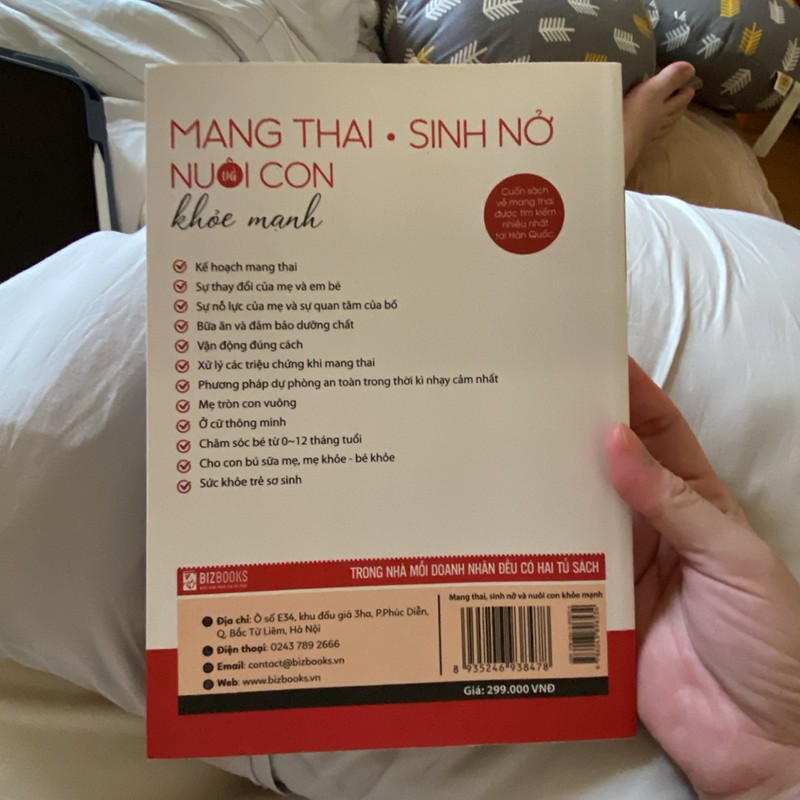 MANG THAI • SINH NỞ
và
NUÔI CON
khỏe mạnh
Cuốn sách
về mang thai
được tìm kiếm
nhiều nhất
tại Hàn Quốc
Kế hoạch mang thai
Sự thay đổi của mẹ và em bé
Sự nỗ lực của mẹ và sự quan tâm của bố
Bữa ăn và đảm bảo dưỡng chất
Vận động đúng cách
Xử lý các triệu chứng khi mang thai
Phương pháp dự phòng an toàn trong thời kì nhạy cảm nhất
Mẹ tròn con vuông
Ở cữ thông minh
Chăm sóc bé từ 0~12 tháng tuổi
Cho con bú sữa mẹ, mẹ khỏe - bé khỏe
Sức khỏe trẻ sơ sinh
BIZBOOKS
TRONG NHÀ MỖI DOANH NHÂN ĐỀU CÓ HAI TỦ SÁCH
Địa chỉ: Ô số E34, khu đấu giá 3ha, P.Phúc Diễn,
Q. Bắc Từ Liêm, Hà Nội
Điện thoại: 0243 789 2666
Email: contact@bizbooks.vn
Web: www.bizbooks.vn
Mang thai, sinh nở và nuôi con khỏe mạnh
8 935246 938478
Giá: 299.000 VNĐ